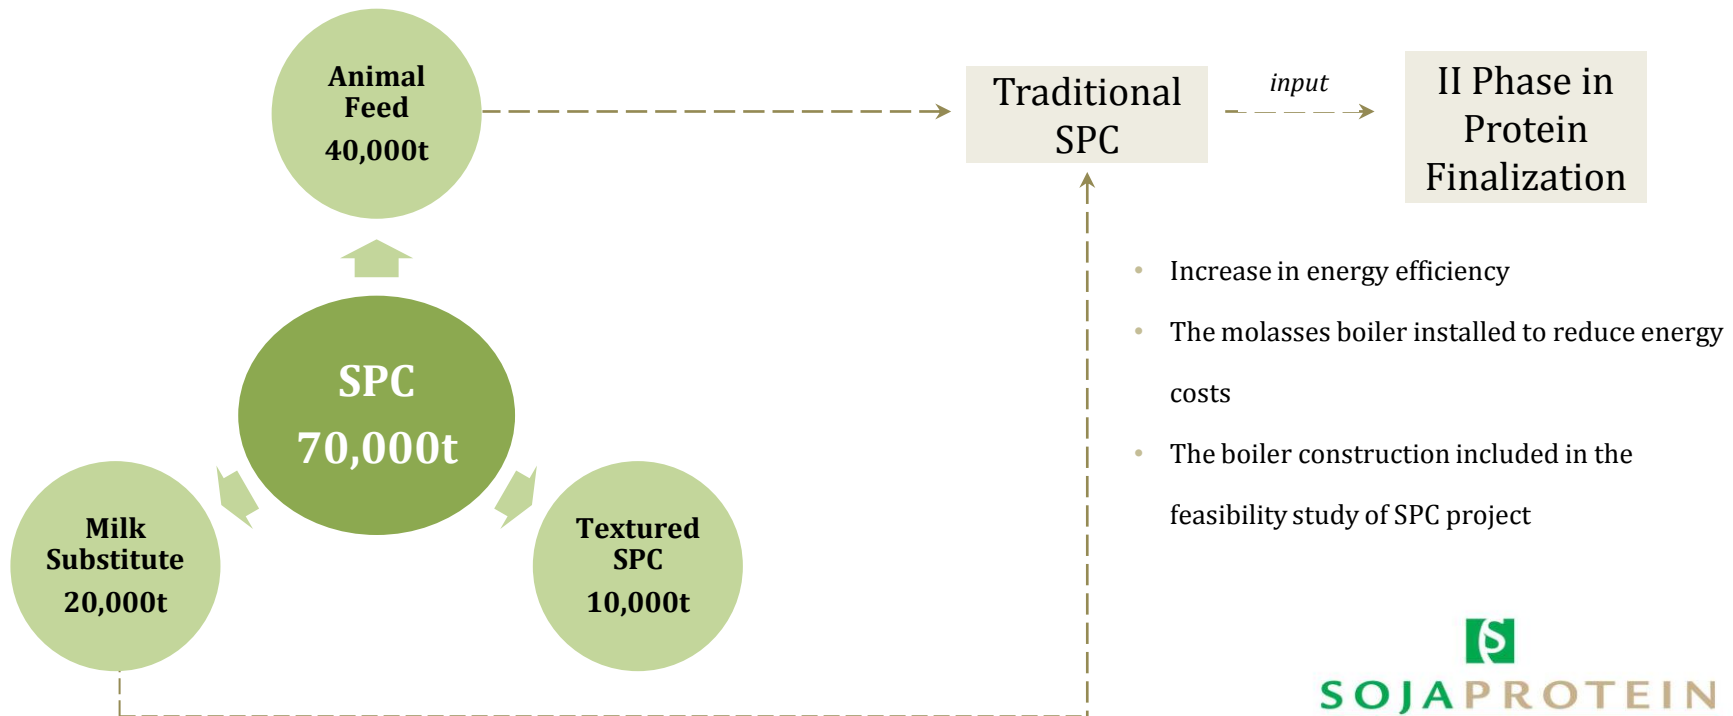 Animal
Feed
40,000t
Traditional
SPC
input
II Phase in
Protein
Finalization
SPC
70,000t
Milk
Substitute
20,000t
Textured
SPC
10,000t
• Increase in energy efficiency
• The molasses boiler installed to reduce energy
costs
• The boiler construction included in the
feasibility study of SPC project
S
SOJAPROTEIN